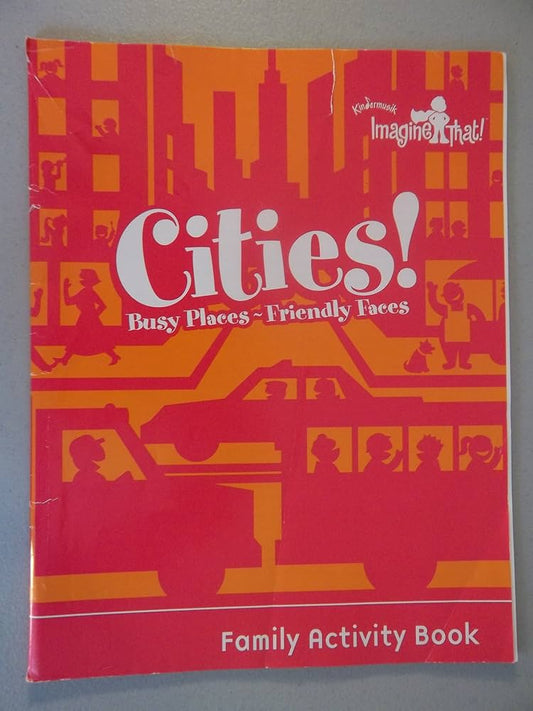 Kindermusik
Imagine That!
Cities!
Busy Places ~ Friendly Faces
Family Activity Book